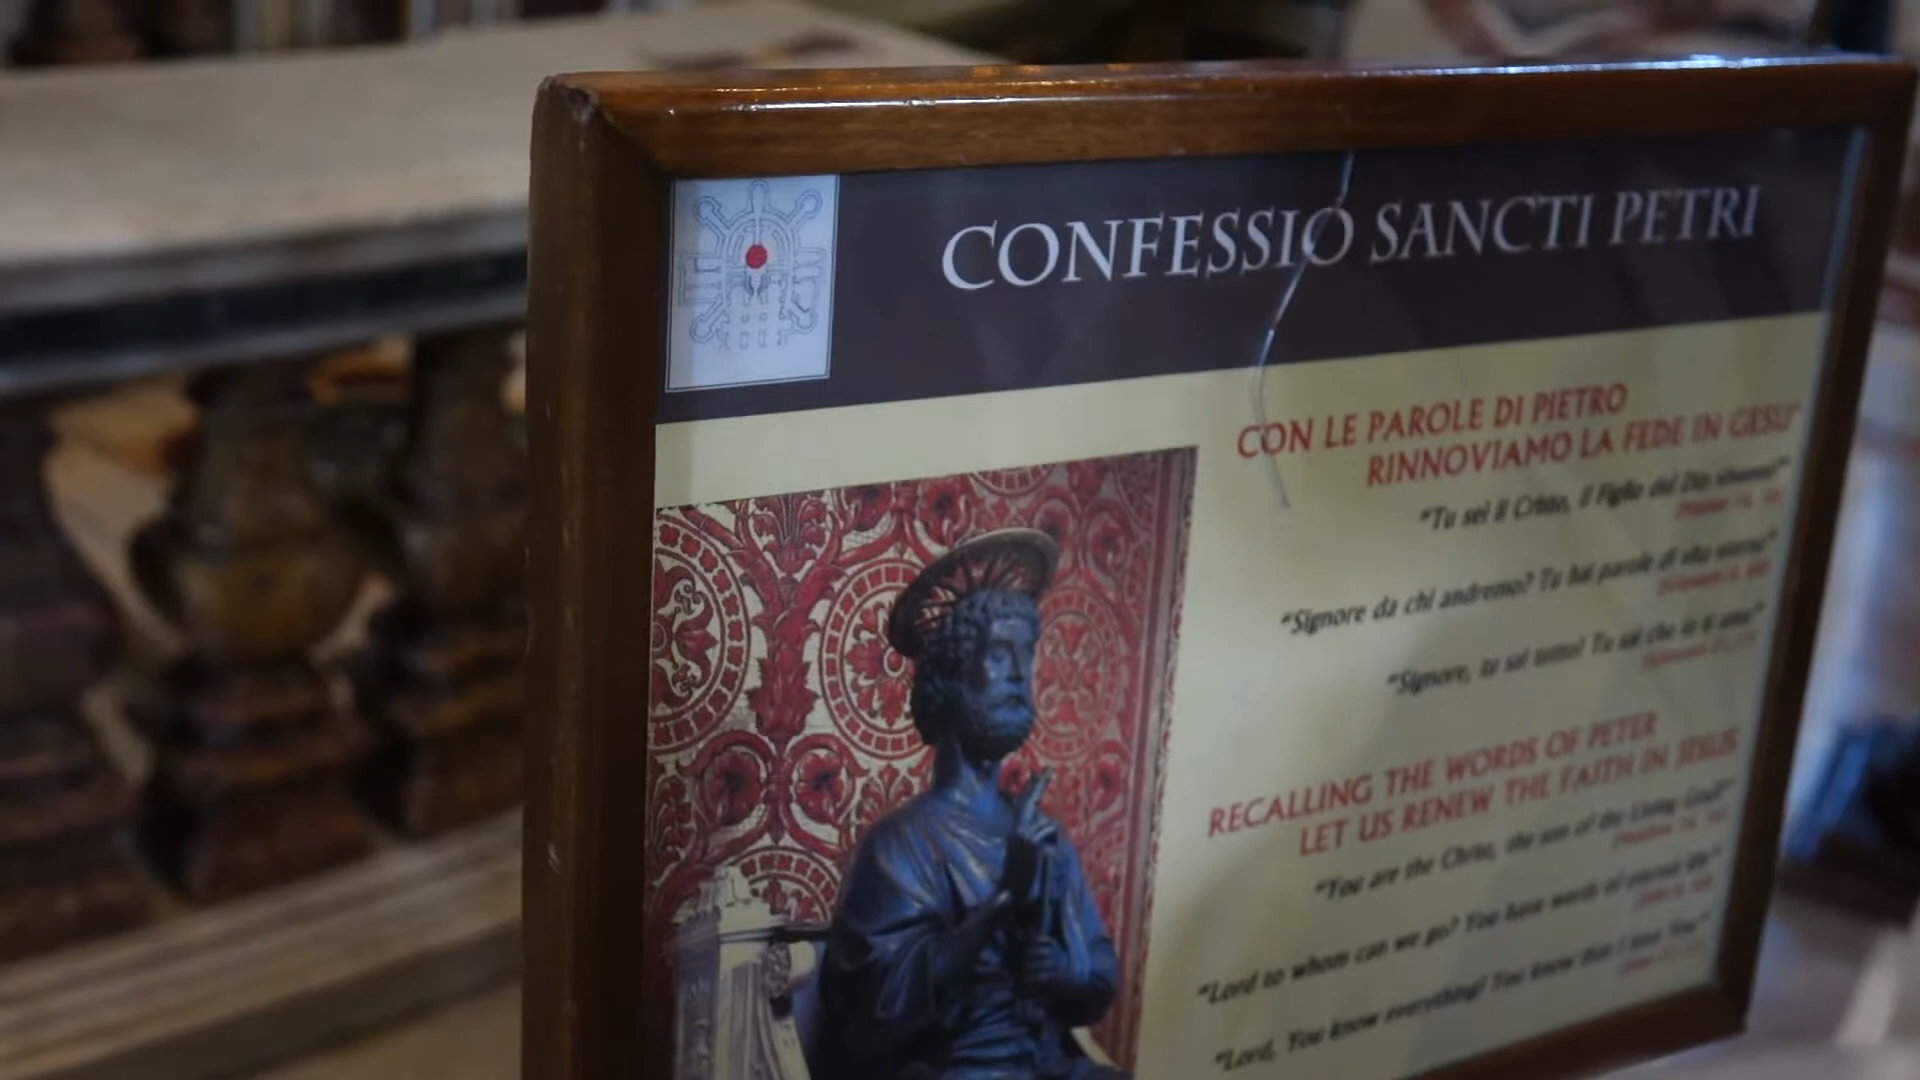 CONFESSIO SANCTI PETRI
CON LE PAROLE DI PIETRO
RINNOVIAMO LA FEDE IN GESU'
"Tu sei il Cristo, il Figlio del Dio vivente"
"Signore da chi andremo? Tu hai parole di vita eterna"
"Signore, tu sai tutto! Tu sai che io ti amo"
RECALLING THE WORDS OF PETER
LET US RENEW THE FAITH IN JESUS
"You are the Christ, the son of the Living God"
"Lord to whom can we go? You have words of eternal life"
"Lord, You know everything! You know that I love You"